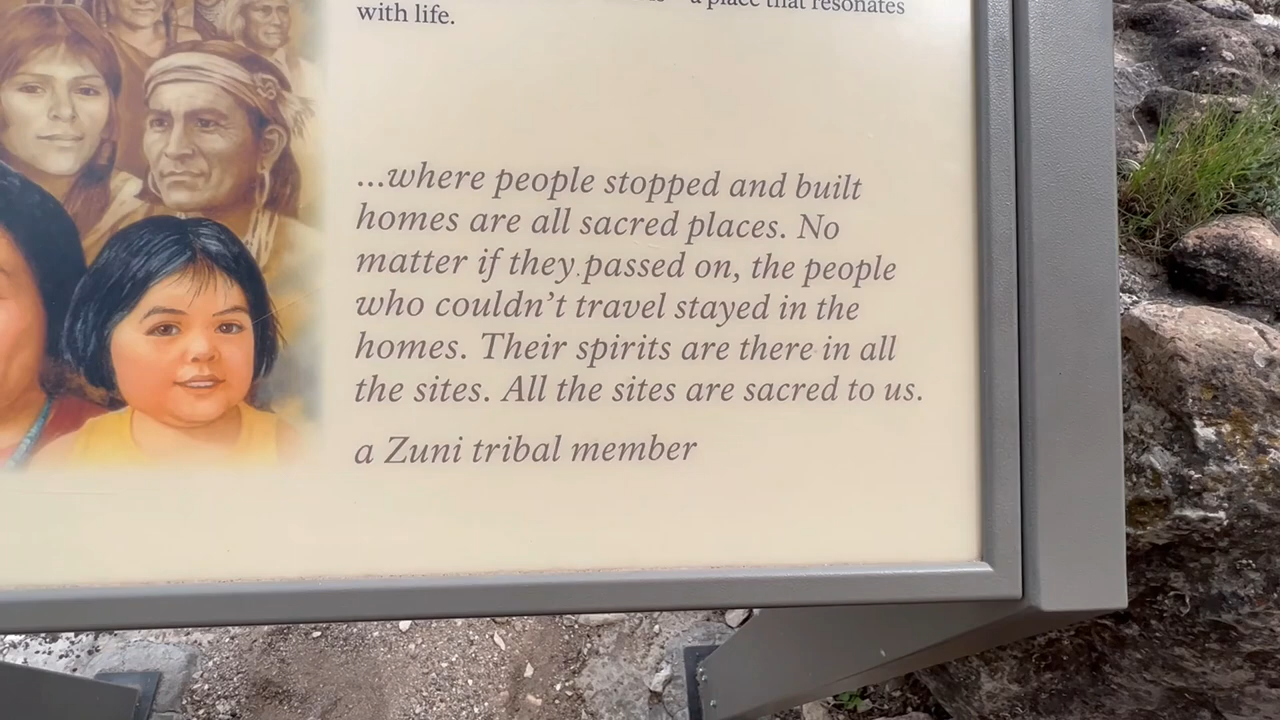 a place that resonates
with life.
...where people stopped and built
homes are all sacred places. No
matter if they passed on, the people
who couldn't travel stayed in the
homes. Their spirits are there in all
the sites. All the sites are sacred to us.
a Zuni tribal member